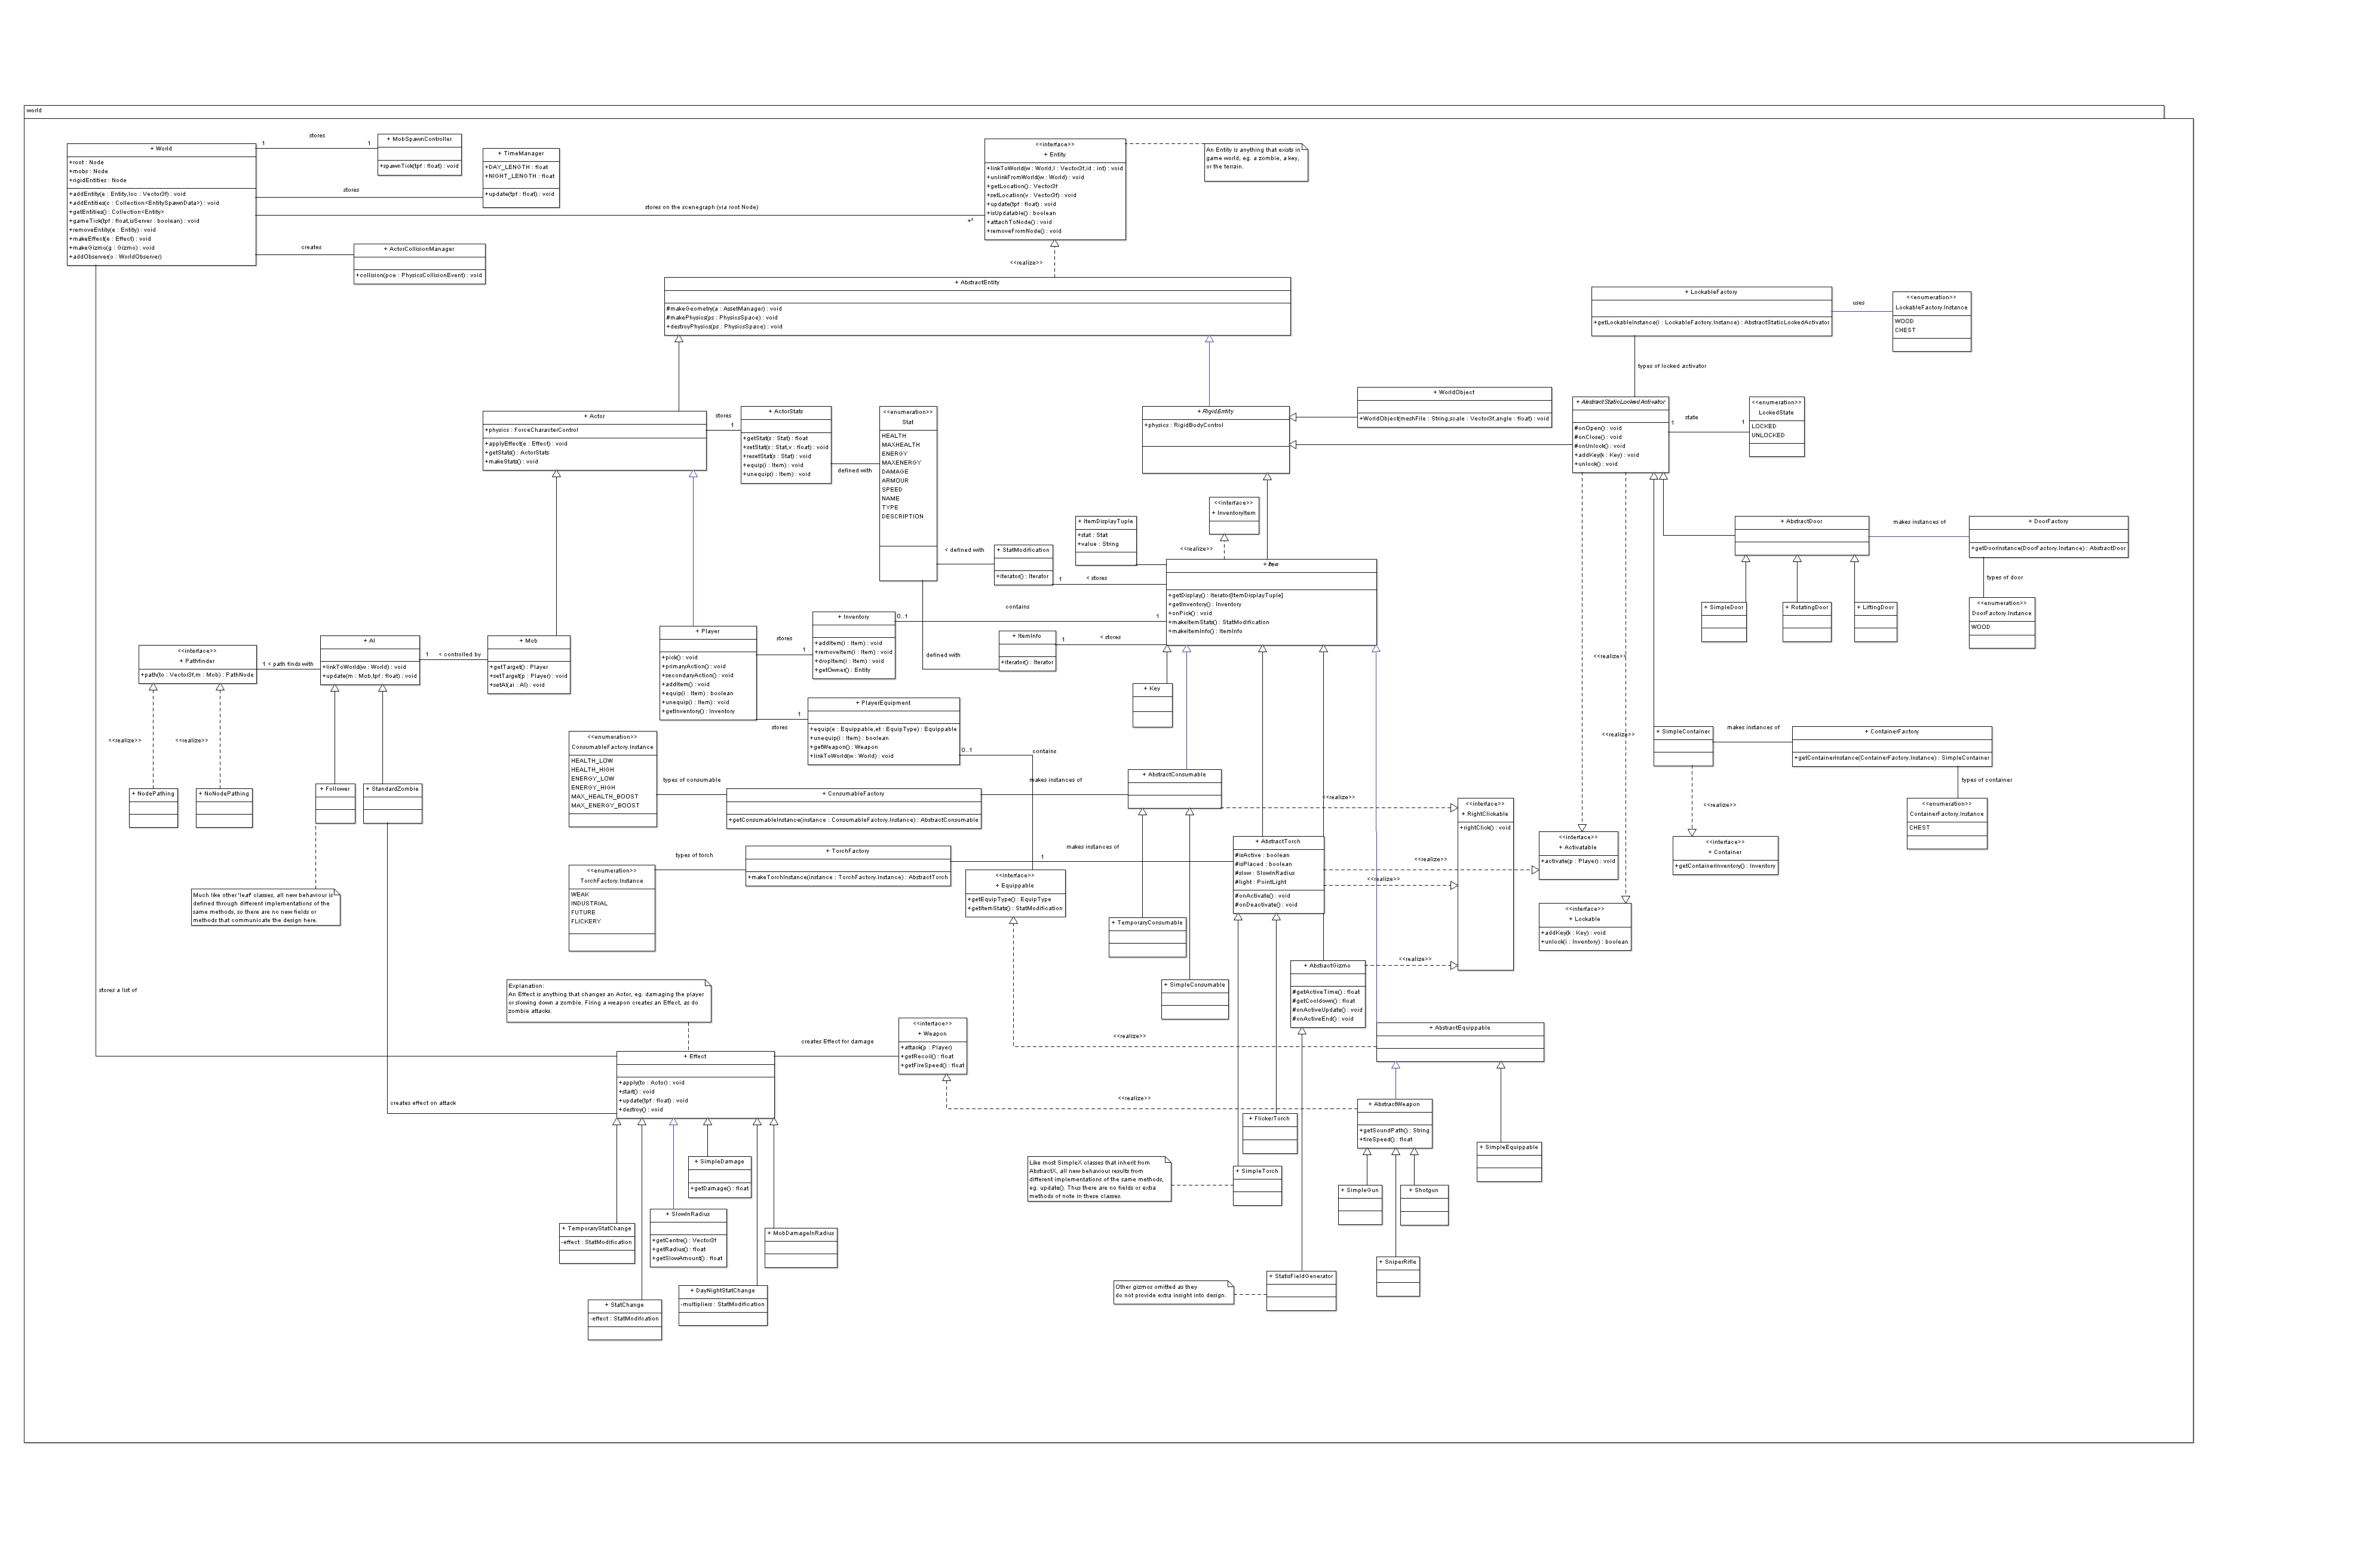 world
+ World
+root : Node
+mobs : Node
+rigidEntities : Node
+addEntity(e : Entity,loc : Vector3f) : void
+addEntities(c : Collection<EntitySpawnData>) : void
+getEntities() : Collection<Entity>
+gameTick(tpf : float,isServer : boolean) : void
+removeEntity(e : Entity) : void
+makeEffect(e : Effect) : void
+makeGizmo(g : Gizmo) : void
+addObserver(o : WorldObserver)
stores
1
1
+ MobSpawnController
+spawnTick(tpf : float) : void
+ TimeManager
+DAY_LENGTH : float
+NIGHT_LENGTH : float
+update(tpf : float) : void
stores
stores on the scenegraph (via root Node)
+*
creates
+ ActorCollisionManager
+collision(pce : PhysicsCollisionEvent) : void
<<interface>>
+ Entity
+linkToWorld(w : World,l : Vector3f,id : int) : void
+unlinkFromWorld(w : World) : void
+getLocation() : Vector3f
+setLocation(v : Vector3f) : void
+update(tpf : float) : void
+isUpdatable() : boolean
+attachToNode() : void
+removeFromNode() : void
An Entity is anything that exists in
game world, eg. a zombie, a key,
or the terrain.
<<realize>>
+ AbstractEntity
#makeGeometry(a : AssetManager) : void
#makePhysics(ps : PhysicsSpace) : void
+destroyPhysics(ps : PhysicsSpace) : void
+ LockableFactory
+getLockableInstance(i : LockableFactory.Instance) : AbstractStaticLockedActivator
uses
<<enumeration>>
LockableFactory.Instance
WOOD
CHEST
types of locked activator
+ Actor
+physics : ForceCharacterControl
+applyEffect(e : Effect) : void
+getStats() : ActorStats
+makeStats() : void
stores
1
+ ActorStats
+getStat(s : Stat) : float
+setStat(s : Stat,v : float) : void
+resetStat(s : Stat) : void
+equip(i : Item) : void
+unequip(i : Item) : void
defined with
<<enumeration>>
Stat
HEALTH
MAXHEALTH
ENERGY
MAXENERGY
DAMAGE
ARMOUR
SPEED
NAME
TYPE
DESCRIPTION
+ RigidEntity
+physics : RigidBodyControl
+ WorldObject
+WorldObject(meshFile : String,scale : Vector3f,angle : float) : void
+ AbstractStaticLockedActivator
#onOpen() : void
#onClose() : void
#onUnlock() : void
+addKey(k : Key) : void
+unlock() : void
state
1
1
<<enumeration>>
LockedState
LOCKED
UNLOCKED
<<interface>>
+ InventoryItem
+ ItemDisplayTuple
+stat : Stat
+value : String
<<realize>>
+ Item
+getDisplay() : Iterator[ItemDisplayTuple]
+getInventory() : Inventory
+onPick() : void
+makeItemStats() : StatModification
+makeItemInfo() : ItemInfo
< defined with
+ StatModification
+iterator() : Iterator
1
< stores
contains
0..1
1
+ AbstractDoor
makes instances of
+ DoorFactory
+getDoorInstance(DoorFactory.Instance) : AbstractDoor
types of door
<<enumeration>>
DoorFactory.Instance
WOOD
+ SimpleDoor
+ RotatingDoor
+ LiftingDoor
+ Inventory
+addItem(i : Item) : void
+removeItem(i : Item) : void
+dropItem(i : Item) : void
+getOwner() : Entity
defined with
+ ItemInfo
+iterator() : Iterator
1
< stores
+ Player
+pick() : void
+primaryAction() : void
+secondaryAction() : void
+addItem() : void
+equip(i : Item) : boolean
+unequip(i : Item) : void
+getInventory() : Inventory
stores
1
+ Mob
+getTarget() : Player
+setTarget(p : Player) : void
+setAI(ai : AI) : void
1
< controlled by
+ AI
+linkToWorld(w : World) : void
+update(m : Mob,tpf : float) : void
1 < path finds with
<<interface>>
+ Pathfinder
+path(to : Vector3f,m : Mob) : PathNode
<<realize>>
<<realize>>
<<realize>>
<<realize>>
+ Key
stores
1
+ PlayerEquipment
+equip(e : Equippable,et : EquipType) : Equippable
+unequip(i : Item) : boolean
+getWeapon() : Weapon
+linkToWorld(w : World) : void
0..1
contains
<<enumeration>>
ConsumableFactory.Instance
HEALTH_LOW
HEALTH_HIGH
ENERGY_LOW
ENERGY_HIGH
MAX_HEALTH_BOOST
MAX_ENERGY_BOOST
types of consumable
+ ConsumableFactory
+getConsumableInstance(instance : ConsumableFactory.Instance) : AbstractConsumable
makes instances of
+ AbstractConsumable
<<realize>>
<<interface>>
+ RightClickable
+rightClick() : void
+ SimpleContainer
makes instances of
+ ContainerFactory
+getContainerInstance(ContainerFactory.Instance) : SimpleContainer
types of container
<<enumeration>>
ContainerFactory.Instance
CHEST
<<realize>>
<<interface>>
+ Container
+getContainerInventory() : Inventory
<<interface>>
+ Activatable
+activate(p : Player) : void
<<interface>>
+ Lockable
+addKey(k : Key) : void
+unlock(i : Inventory) : boolean
+ NodePathing
+ NoNodePathing
+ Follower
+ StandardZombie
Much like other 'leaf' classes, all new behaviour is
defined through different implementations of the
same methods, so there are no new fields or
methods that communicate the design here.
<<enumeration>>
TorchFactory.Instance
WEAK
INDUSTRIAL
FUTURE
FLICKERY
types of torch
+ TorchFactory
+makeTorchInstance(instance : TorchFactory.Instance) : AbstractTorch
1
makes instances of
+ AbstractTorch
#isActive : boolean
#isPlaced : boolean
#slow : SlowInRadius
#light : PointLight
#onActivate() : void
#onDeactivate() : void
<<realize>>
<<realize>>
<<interface>>
+ Equippable
+getEquipType() : EquipType
+getItemStats() : StatModification
+ TemporaryConsumable
+ SimpleConsumable
+ AbstractGizmo
#getActiveTime() : float
#getCooldown() : float
#onActiveUpdate() : void
#onActiveEnd() : void
<<realize>>
stores a list of
Explanation:
An Effect is anything that changes an Actor, eg. damaging the player
or slowing down a zombie. Firing a weapon creates an Effect, as do
zombie attacks.
+ Effect
+apply(to : Actor) : void
+start() : void
+update(tpf : float) : void
+destroy() : void
creates Effect for damage
<<interface>>
+ Weapon
+attack(p : Player)
+getRecoil() : float
+getFireSpeed() : float
<<realize>>
+ AbstractEquippable
<<realize>>
creates effect on attack
+ AbstractWeapon
+getSoundPath() : String
+fireSpeed() : float
+ SimpleEquippable
+ FlickerTorch
+ SimpleTorch
Like most SimpleX classes that inherit from
AbstractX, all new behaviour results from
different implementations of the same methods,
eg. update(). Thus there are no fields or extra
methods of note in these classes.
+ SimpleGun
+ Shotgun
+ SniperRifle
+ SimpleDamage
+getDamage() : float
+ TemporaryStatChange
-effect : StatModification
+ SlowInRadius
+getCentre() : Vector3f
+getRadius() : float
+getSlowAmount() : float
+ MobDamageInRadius
+ StatChange
-effect : StatModifcation
+ DayNightStatChange
-multipliers : StatModification
Other gizmos omitted as they
do not provide extra insight into design.
+ StatisFieldGenerator